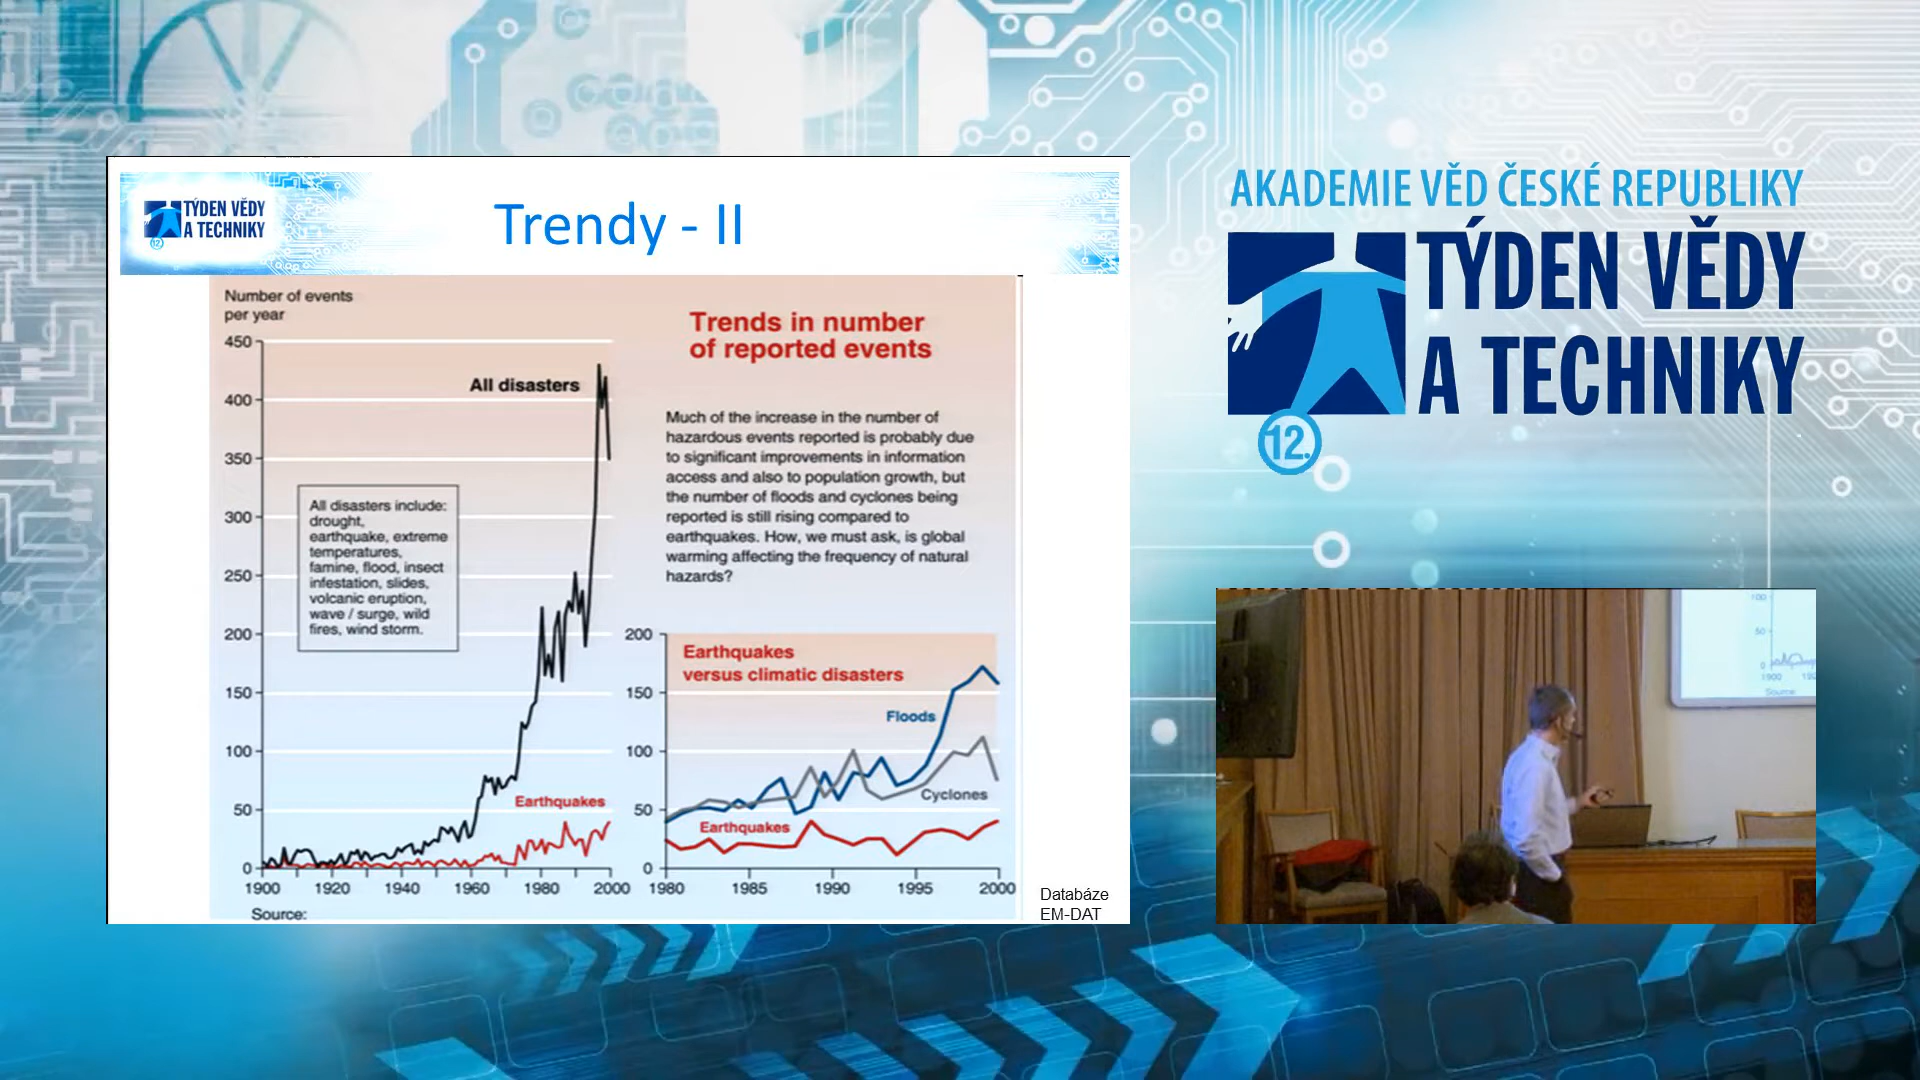 TÝDEN VĚDY
A TECHNIKY
12.
Trendy - II
Number of events
per year
450
400
350
300
250
200
150
100
50
0
1900
1920
1940
1960
1980
2000
All disasters
Earthquakes
All disasters include:
drought,
earthquake, extreme
temperatures,
famine, flood, insect
infestation, slides,
volcanic eruption,
wave / surge, wild
fires, wind storm.
Source:
Trends in number
of reported events
Much of the increase in the number of
hazardous events reported is probably due
to significant improvements in information
access and also to population growth, but
the number of floods and cyclones being
reported is still rising compared to
earthquakes. How, we must ask, is global
warming affecting the frequency of natural
hazards?
Earthquakes
versus climatic disasters
200
150
100
50
0
1980
1985
1990
1995
2000
Floods
Cyclones
Earthquakes
Databáze
EM-DAT
AKADEMIE VĚD ČESKÉ REPUBLIKY
TÝDEN VĚDY
A TECHNIKY
12.
100
50
0
1900
Source